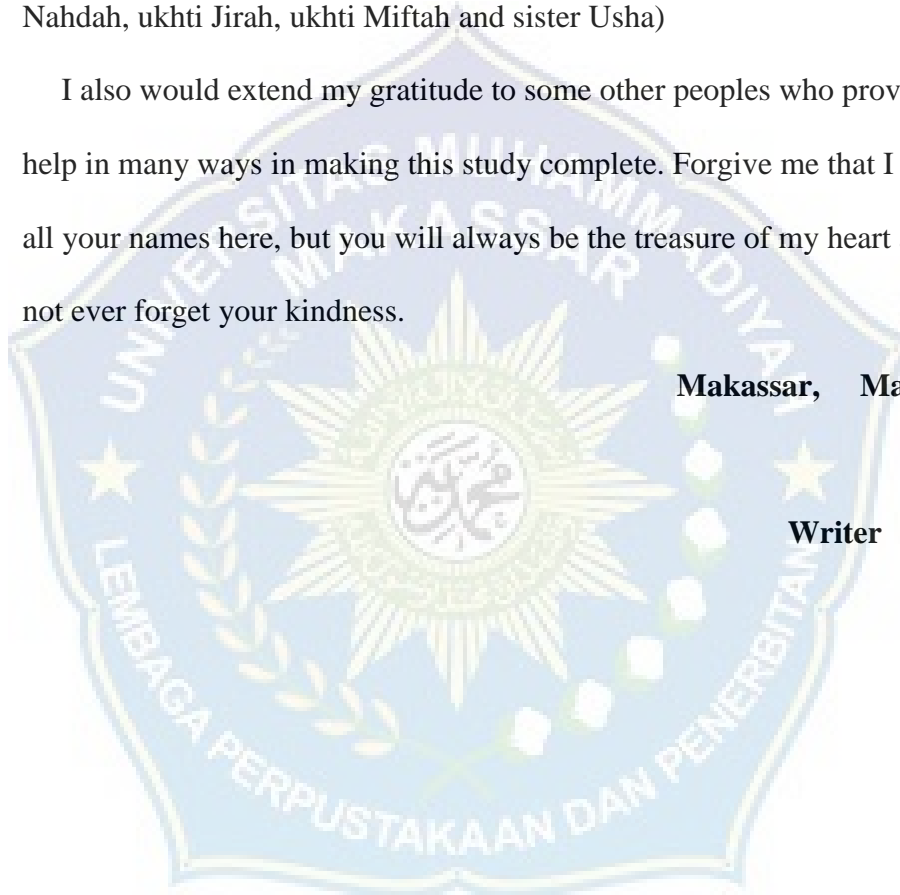 Nahdah, ukhti Jirah, ukhti Miftah and sister Usha)
I also would extend my gratitude to some other peoples who prov
help in many ways in making this study complete. Forgive me that I
all your names here, but you will always be the treasure of my heart
not ever forget your kindness.
Makassar, Ma
Writer
UNIVERSITAS MUHAMMADIYAH
MAKASSAR
LEMBAGA PERPUSTAKAAN DAN PENERBITAN